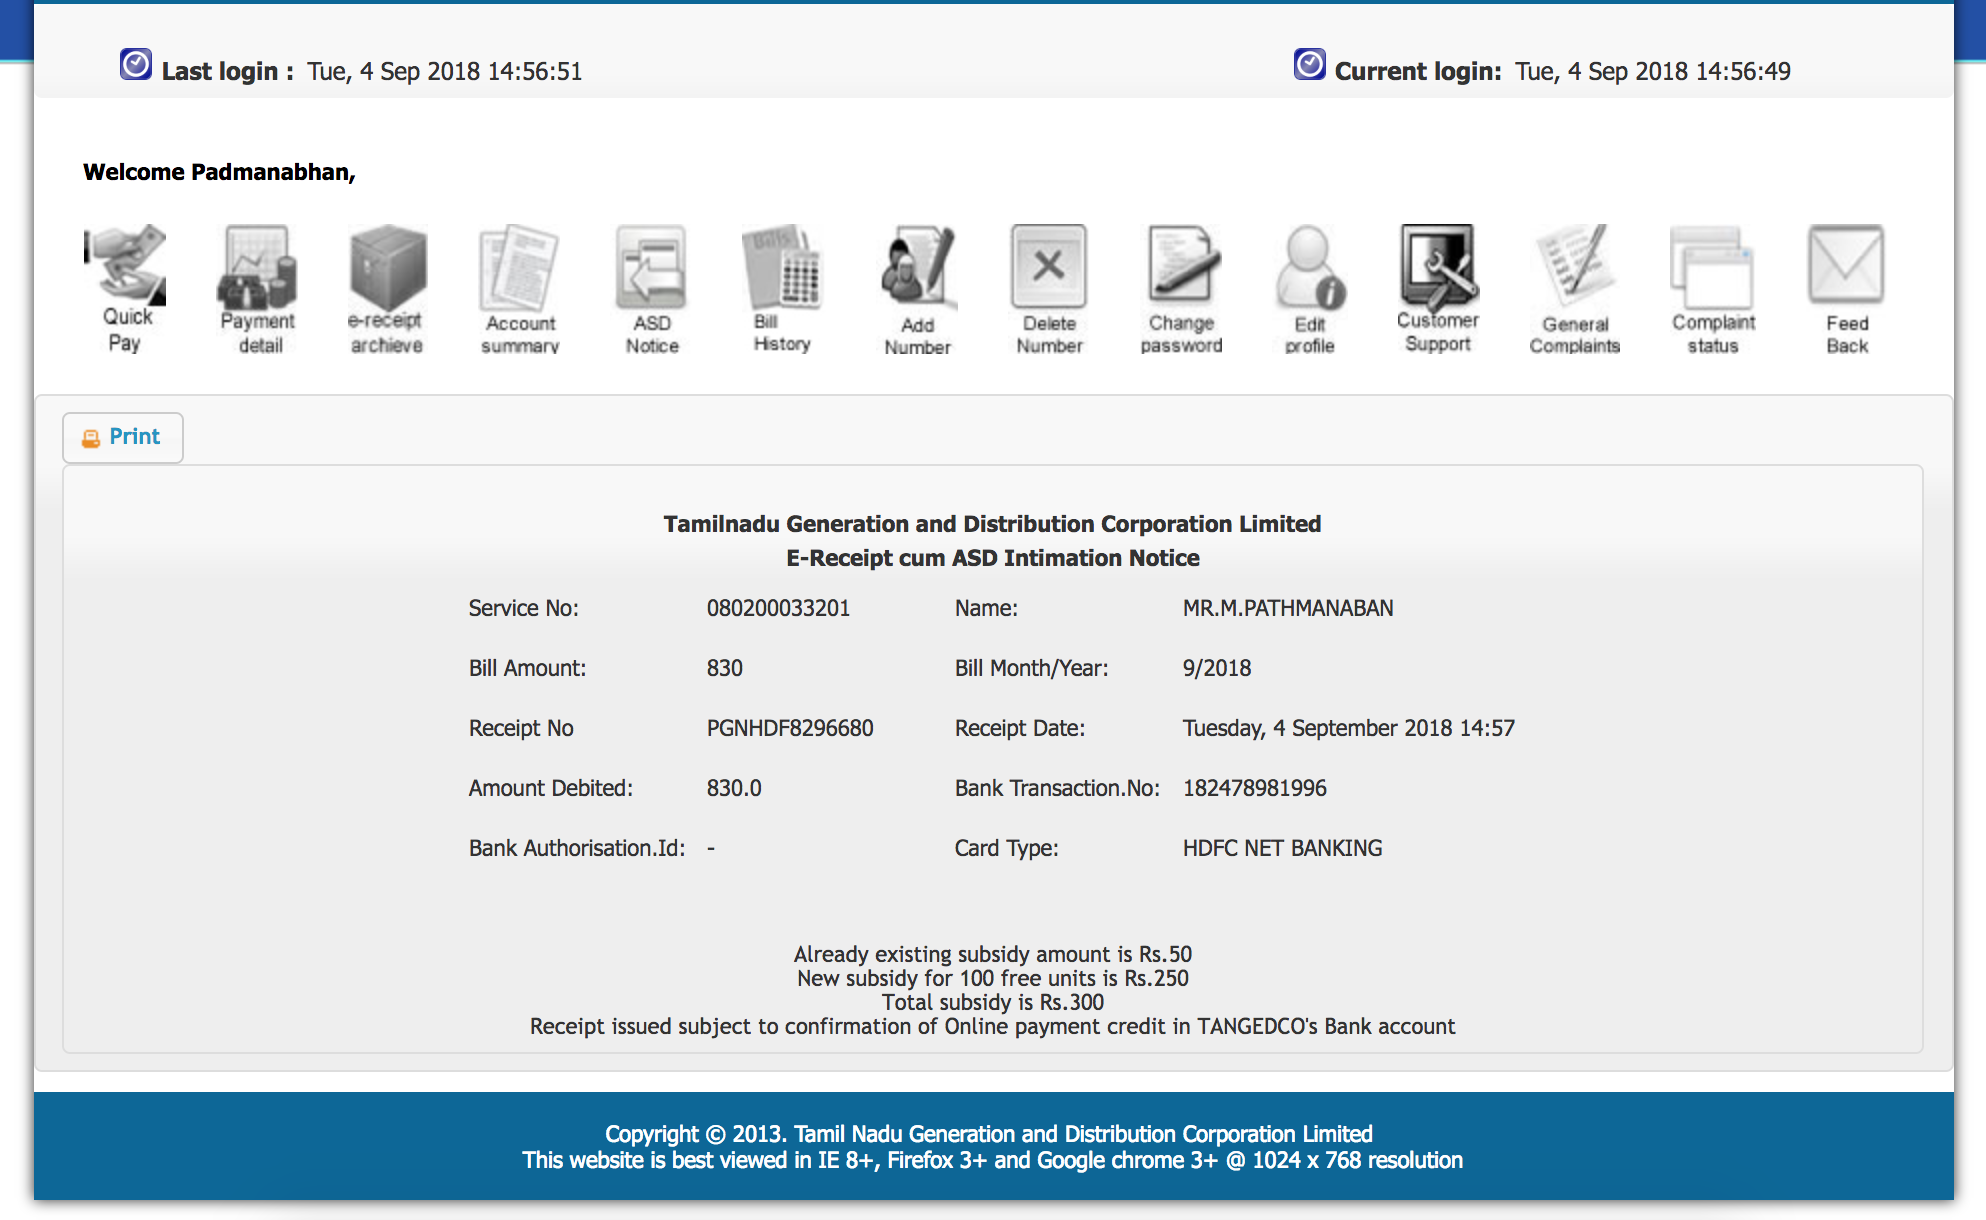 Last login : Tue, 4 Sep 2018 14:56:51 Current login: Tue, 4 Sep 2018 14:56:49
Welcome Padmanabhan,
Quick Pay
Payment detail
e-receipt archieve
Account summary
ASD Notice
Bills
Bill History
Add Number
Delete Number
Change password
Edit profile
Customer Support
General Complaints
Complaint status
Feed Back
Print
Tamilnadu Generation and Distribution Corporation Limited
E-Receipt cum ASD Intimation Notice
Service No: 080200033201 Name: MR.M.PATHMANABAN
Bill Amount: 830 Bill Month/Year: 9/2018
Receipt No PGNHDF8296680 Receipt Date: Tuesday, 4 September 2018 14:57
Amount Debited: 830.0 Bank Transaction.No: 182478981996
Bank Authorisation.Id: - Card Type: HDFC NET BANKING
Already existing subsidy amount is Rs.50
New subsidy for 100 free units is Rs.250
Total subsidy is Rs.300
Receipt issued subject to confirmation of Online payment credit in TANGEDCO's Bank account
Copyright © 2013. Tamil Nadu Generation and Distribution Corporation Limited
This website is best viewed in IE 8+, Firefox 3+ and Google chrome 3+ @ 1024 x 768 resolution